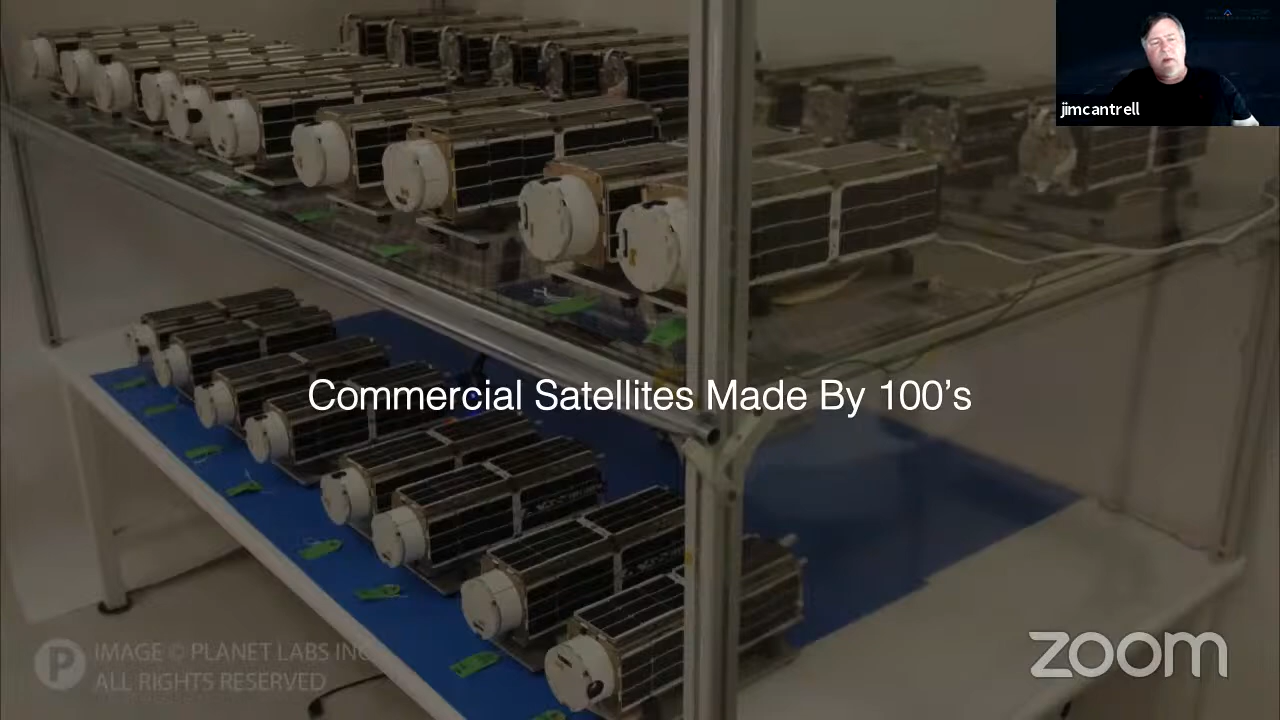 jimcantrell
Commercial Satellites Made By 100's
P
IMAGE © PLANET LABS INC
ALL RIGHTS RESERVED
zoom